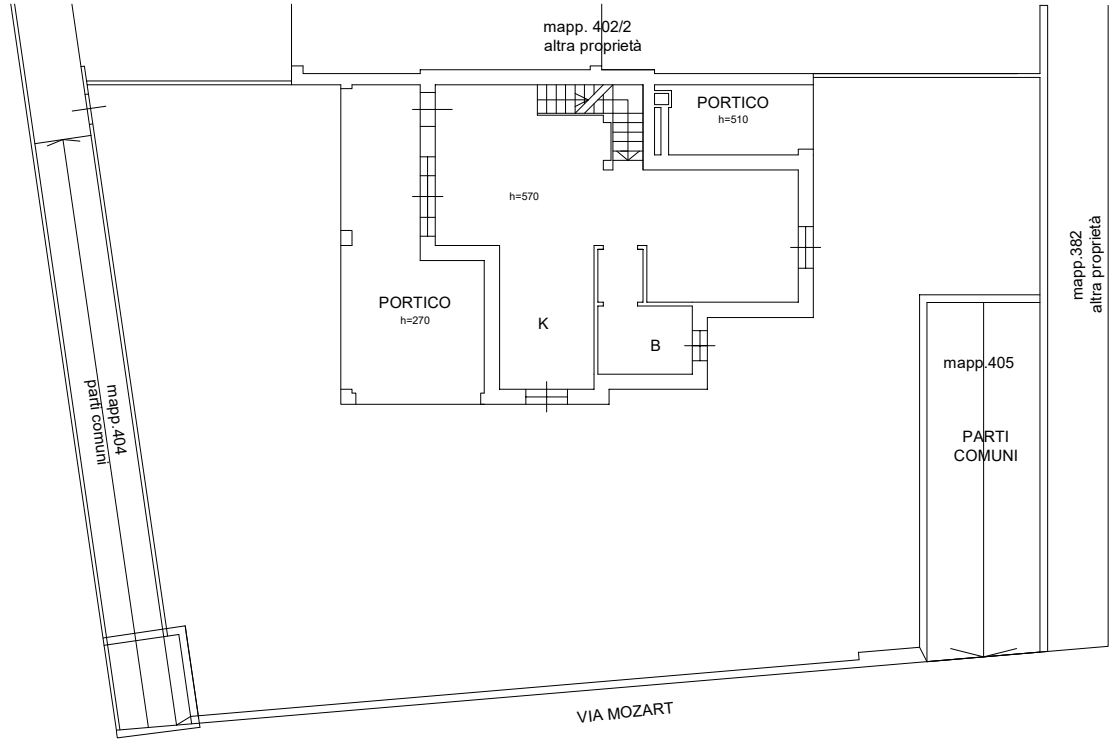 mapp. 402/2
altra proprietà
PORTICO
h=510
h=570
mapp.382
altra proprietà
PORTICO
h=270
K
B
mapp.405
mapp.404
parti comuni
PARTI
COMUNI
VIA MOZART